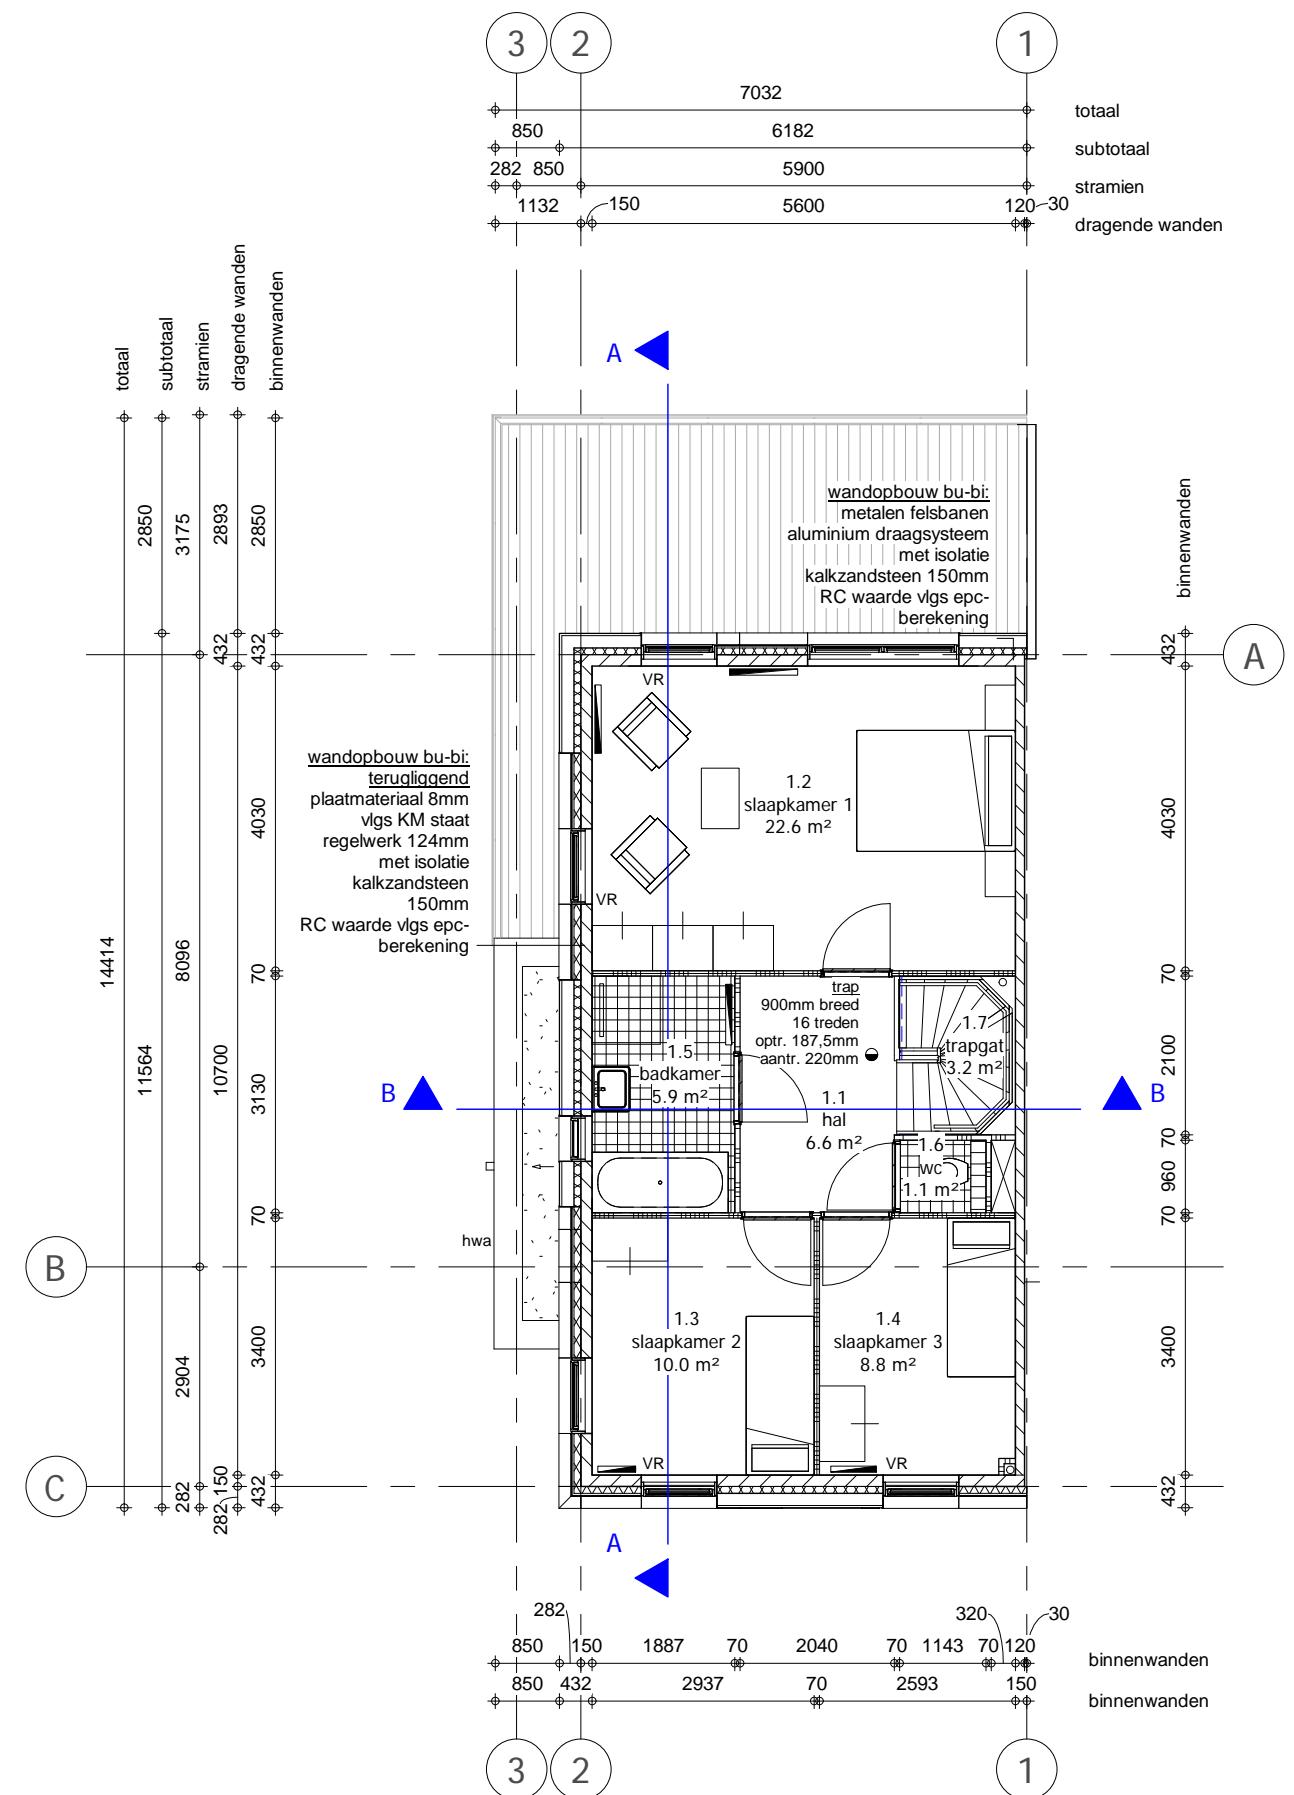 3 2 1
7032 totaal
850 6182 subtotaal
282 850 5900 stramien
1132 150 5600 120 30 dragende wanden
totaal
subtotaal
stramien
dragende wanden
binnenwanden
14414
2850
11564
3175
8096
2904
282
2893
432
10700
150
282
2850
432
4030
70
3130
70
3400
432
A
wandopbouw bu-bi:
metalen felsbanen
aluminium draagsysteem
met isolatie
kalkzandsteen 150mm
RC waarde vlgs epc-
berekening
binnenwanden
432
4030
70
2100
70
960
70
3400
432
A
VR
wandopbouw bu-bi:
terugliggend
plaatmateriaal 8mm
vlgs KM staat
regelwerk 124mm
met isolatie
kalkzandsteen
150mm
RC waarde vlgs epc-
berekening
1.2
slaapkamer 1
22.6 m²
VR
trap
900mm breed
16 treden
optr. 187,5mm
aantr. 220mm
1.7
trapgat
3.2 m²
1.5
badkamer
5.9 m²
B
B
1.1
hal
6.6 m²
1.6
wc
1.1 m²
hwa
B
1.3
slaapkamer 2
10.0 m²
1.4
slaapkamer 3
8.8 m²
VR
VR
C
A
282 320 30
850 150 1887 70 2040 70 1143 70 120 binnenwanden
850 432 2937 70 2593 150 binnenwanden
3 2 1